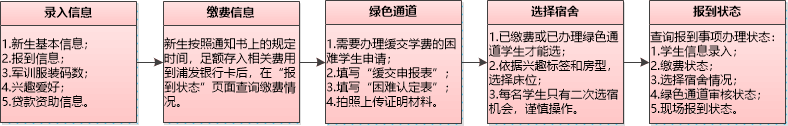 录入信息
1.新生基本信息;
2.报到信息;
3.军训服装码数;
4.兴趣爱好;
5.贷款资助信息。
缴费信息
新生按照通知书上的规定
时间，足额存入相关费用
到浦发银行卡后，在“报
到状态”页面查询缴费情
况。
绿色通道
1.需要办理缓交学费的困
难学生申请;
2.填写“缓交申报表”;
3.填写“困难认定表”;
4.拍照上传证明材料。
选择宿舍
1.已缴费或已办理绿色通
道学生才能选;
2.依据兴趣标签和房型，
选择床位;
3.每名学生只有二次选宿
机会，谨慎操作。
报到状态
查询报到事项办理状态：
1.学生信息录入;
2.缴费状态;
3.选择宿舍情况;
4.绿色通道审核状态;
5.现场报到状态。